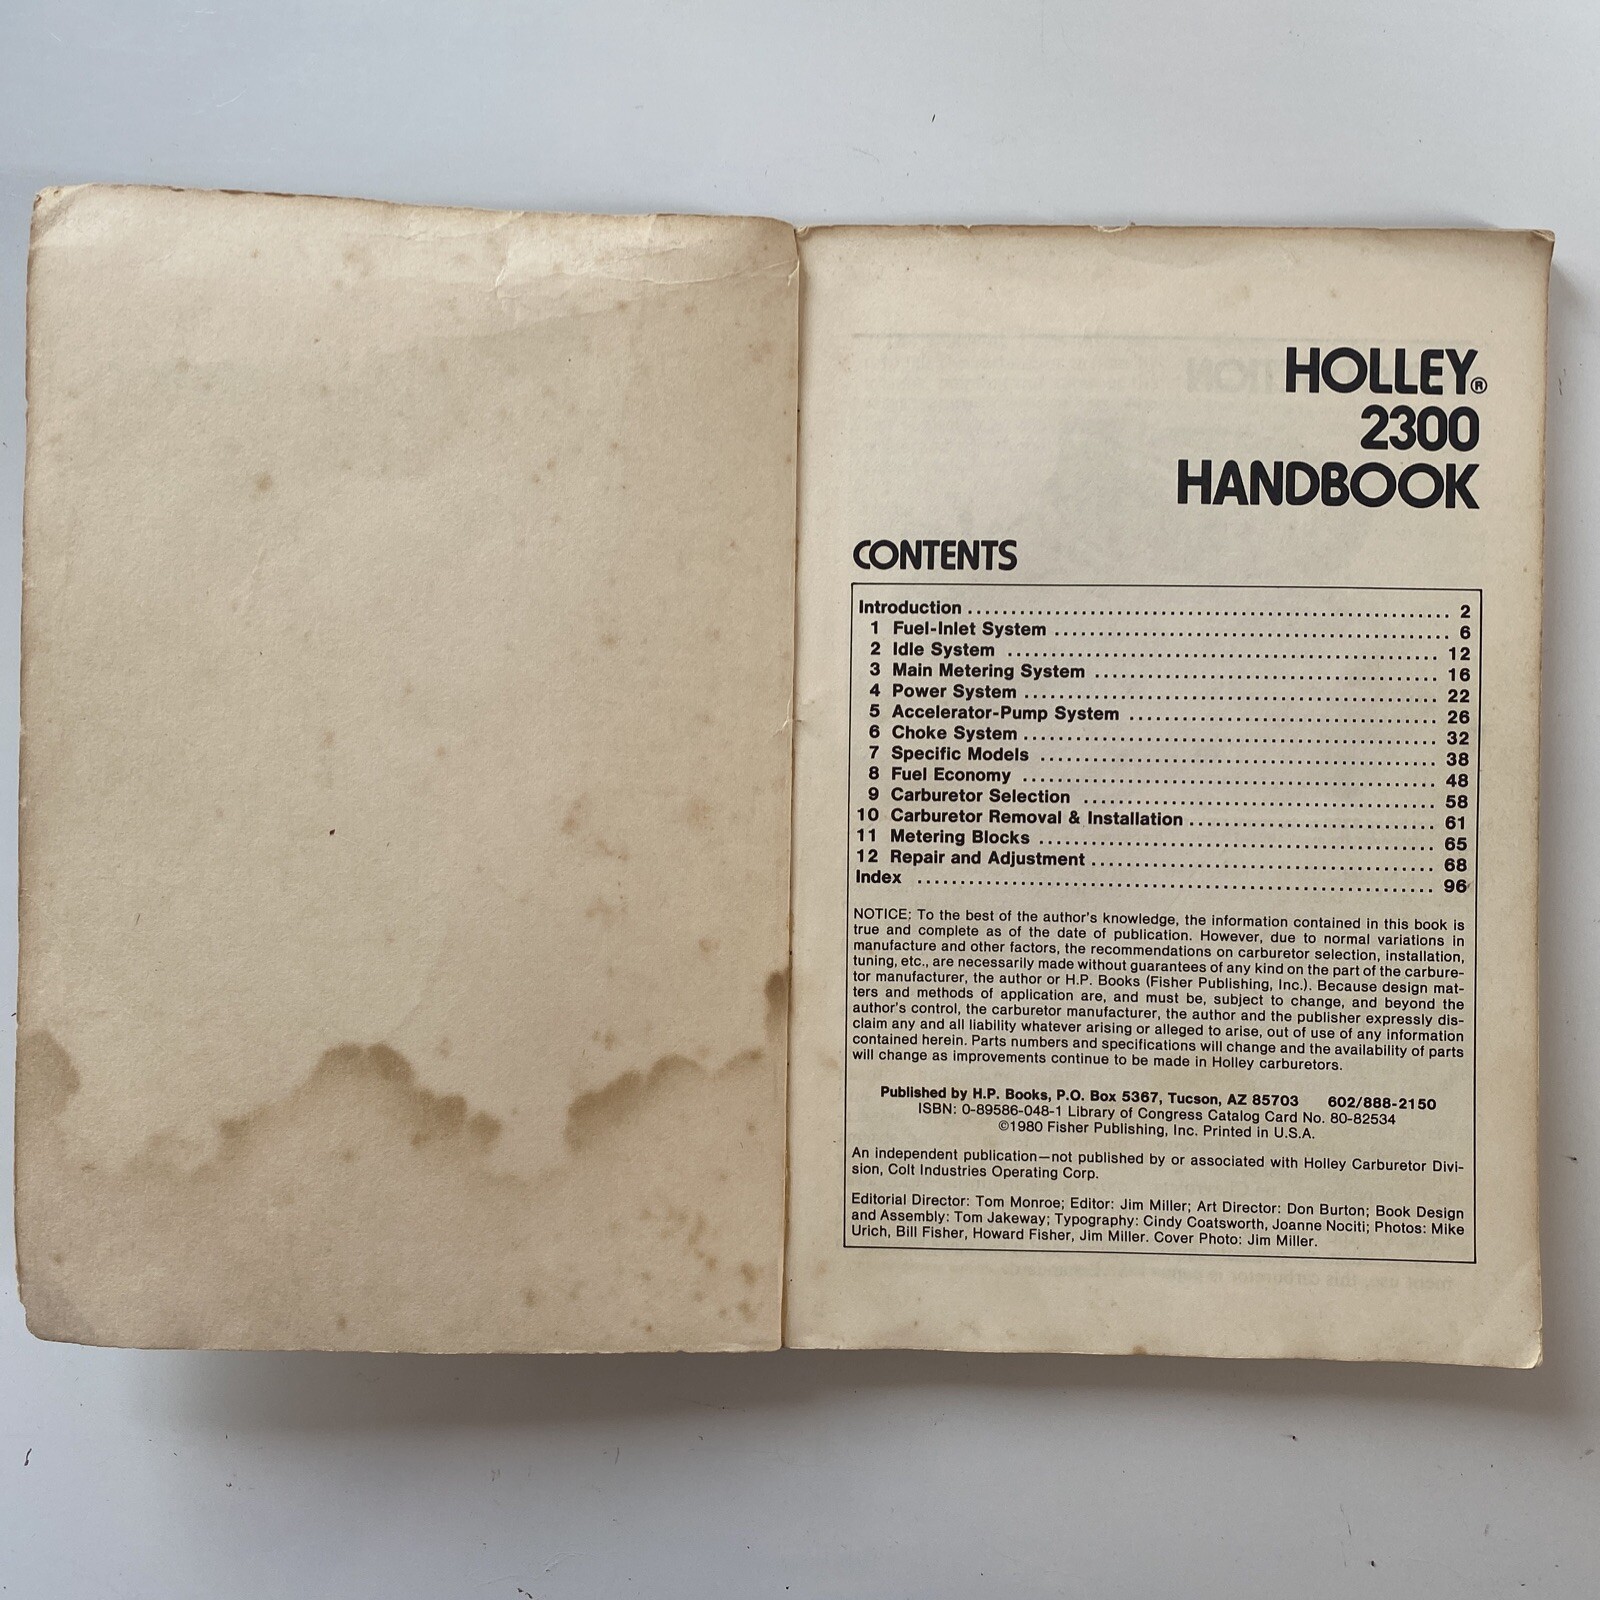 HOLLEY®
2300
HANDBOOK
CONTENTS
Introduction ........................................................ 2
1 Fuel-Inlet System .............................................. 6
2 Idle System .................................................. 12
3 Main Metering System ........................................ 16
4 Power System ................................................ 22
5 Accelerator-Pump System .................................... 26
6 Choke System ................................................ 32
7 Specific Models .............................................. 38
8 Fuel Economy ................................................ 48
9 Carburetor Selection ........................................ 58
10 Carburetor Removal & Installation ............................ 61
11 Metering Blocks .............................................. 65
12 Repair and Adjustment ........................................ 68
Index ............................................................ 96
NOTICE; To the best of the author's knowledge, the information contained in this book is
true and complete as of the date of publication. However, due to normal variations in
manufacture and other factors, the recommendations on carburetor selection, installation,
tuning, etc., are necessarily made without guarantees of any kind on the part of the carbure-
tor manufacturer, the author or H.P. Books (Fisher Publishing, Inc.). Because design mat-
ters and methods of application are, and must be, subject to change, and beyond the
author's control, the carburetor manufacturer, the author and the publisher expressly dis-
claim any and all liability whatever arising or alleged to arise, out of use of any information
contained herein. Parts numbers and specifications will change and the availability of parts
will change as improvements continue to be made in Holley carburetors.
Published by H.P. Books, P.O. Box 5367, Tucson, AZ 85703 602/888-2150
ISBN: 0-89586-048-1 Library of Congress Catalog Card No. 80-82534
©1980 Fisher Publishing, Inc. Printed in U.S.A.
An independent publication—not published by or associated with Holley Carburetor Divi-
sion, Colt Industries Operating Corp.
Editorial Director: Tom Monroe; Editor: Jim Miller; Art Director: Don Burton; Book Design
and Assembly: Tom Jakeway; Typography: Cindy Coatsworth, Joanne Nociti; Photos: Mike
Urich, Bill Fisher, Howard Fisher, Jim Miller. Cover Photo: Jim Miller.